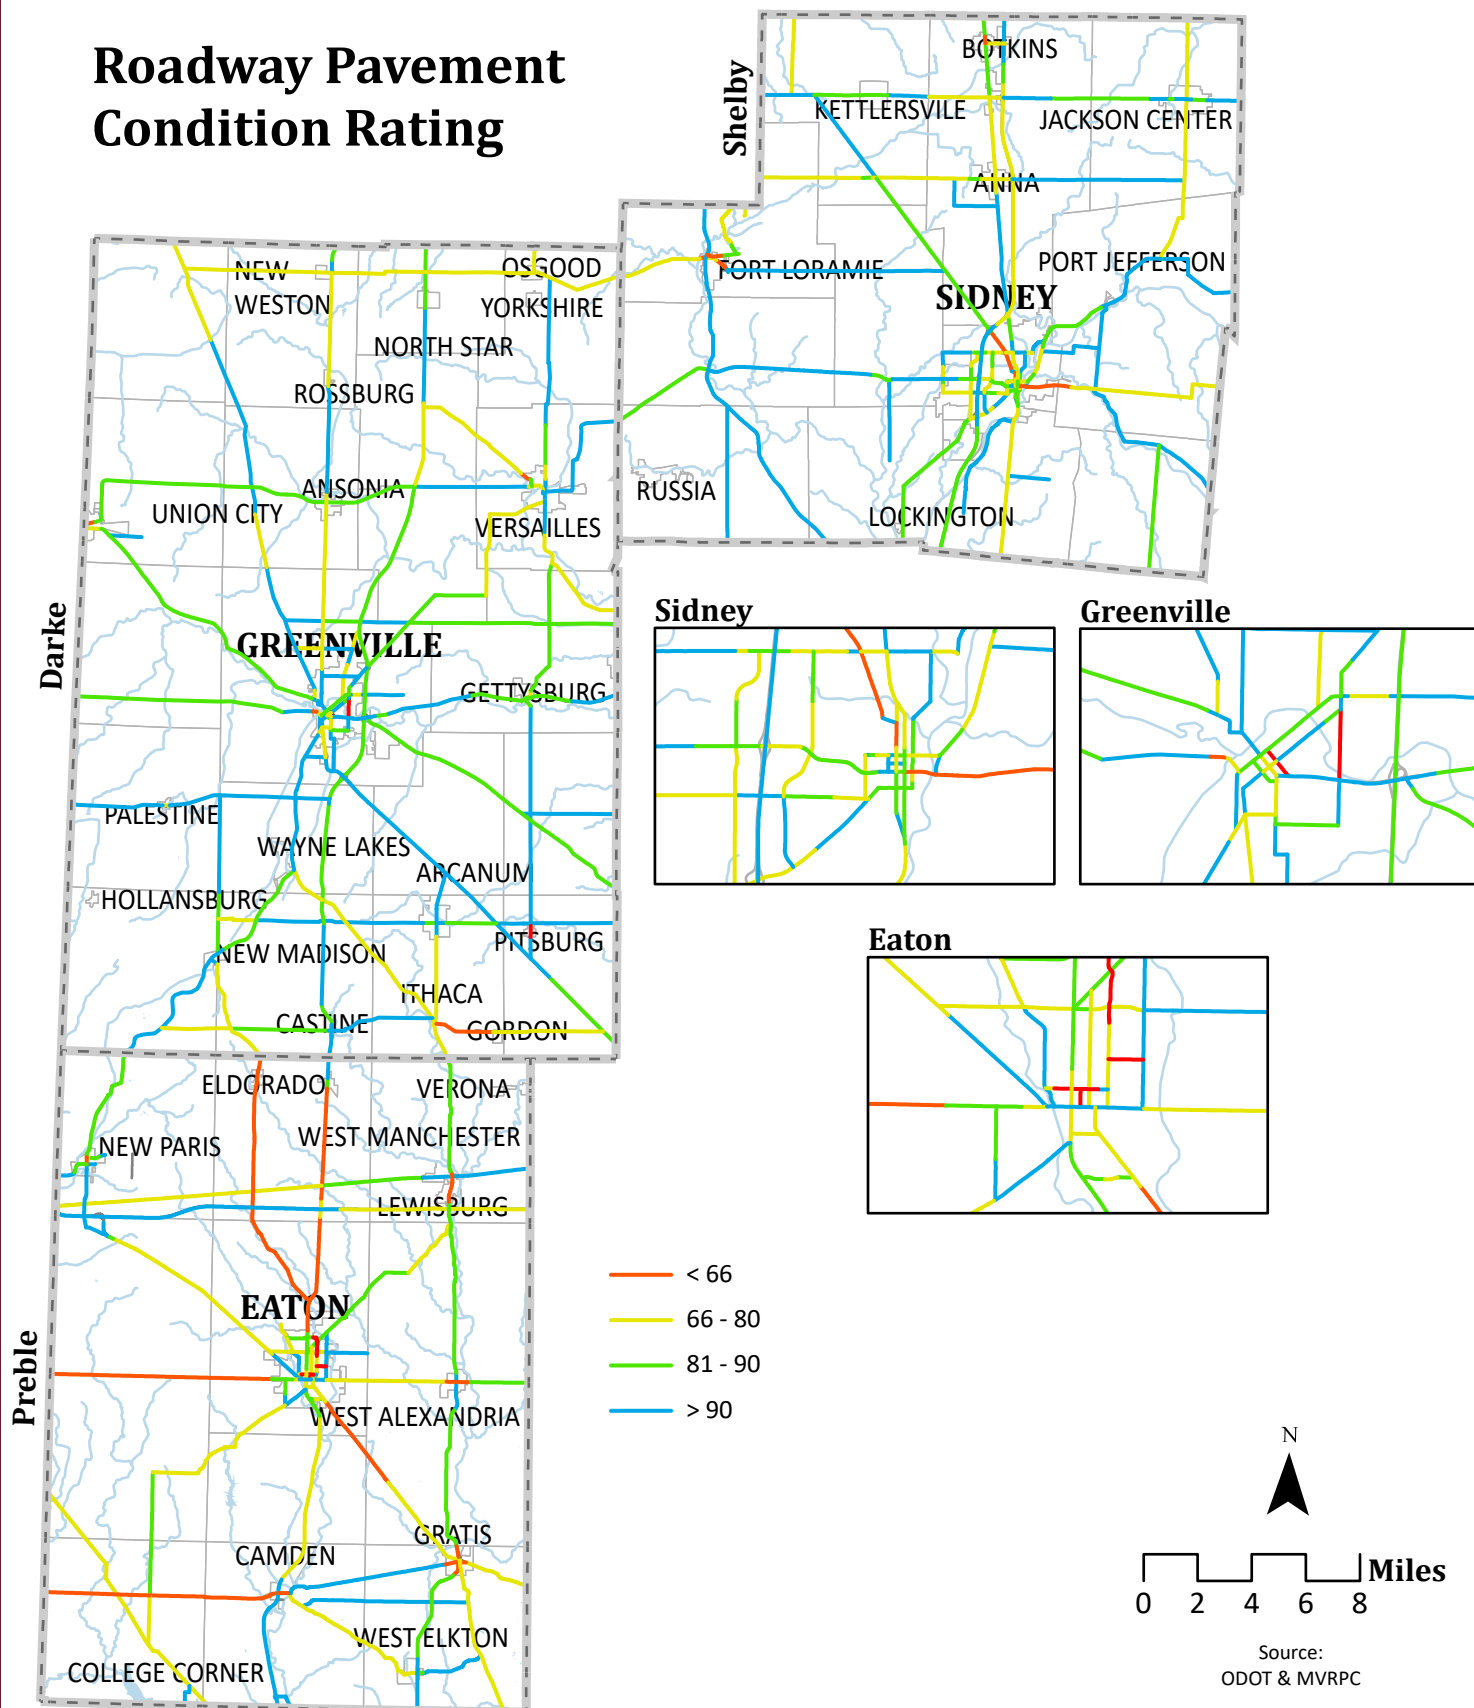 Roadway Pavement
Condition Rating
Shelby
BOTKINS
KETTLERSVILE
JACKSON CENTER
ANNA
PORT JEFFERSON
FORT LORAMIE
SIDNEY
RUSSIA
LOCKINGTON
Darke
NEW
WESTON
OSGOOD
YORKSHIRE
NORTH STAR
ROSSBURG
ANSONIA
UNION CITY
VERSAILLES
GREENVILLE
GETTYSBURG
PALESTINE
WAYNE LAKES
ARCANUM
HOLLANSBURG
NEW MADISON
PITSBURG
ITHACA
CASTINE
GORDON
Sidney
Greenville
Eaton
Preble
ELDORADO
VERONA
NEW PARIS
WEST MANCHESTER
LEWISBURG
EATON
WEST ALEXANDRIA
GRATIS
CAMDEN
WEST ELKTON
COLLEGE CORNER
< 66
66 - 80
81 - 90
> 90
N
Miles
0 2 4 6 8
Source:
ODOT & MVRPC